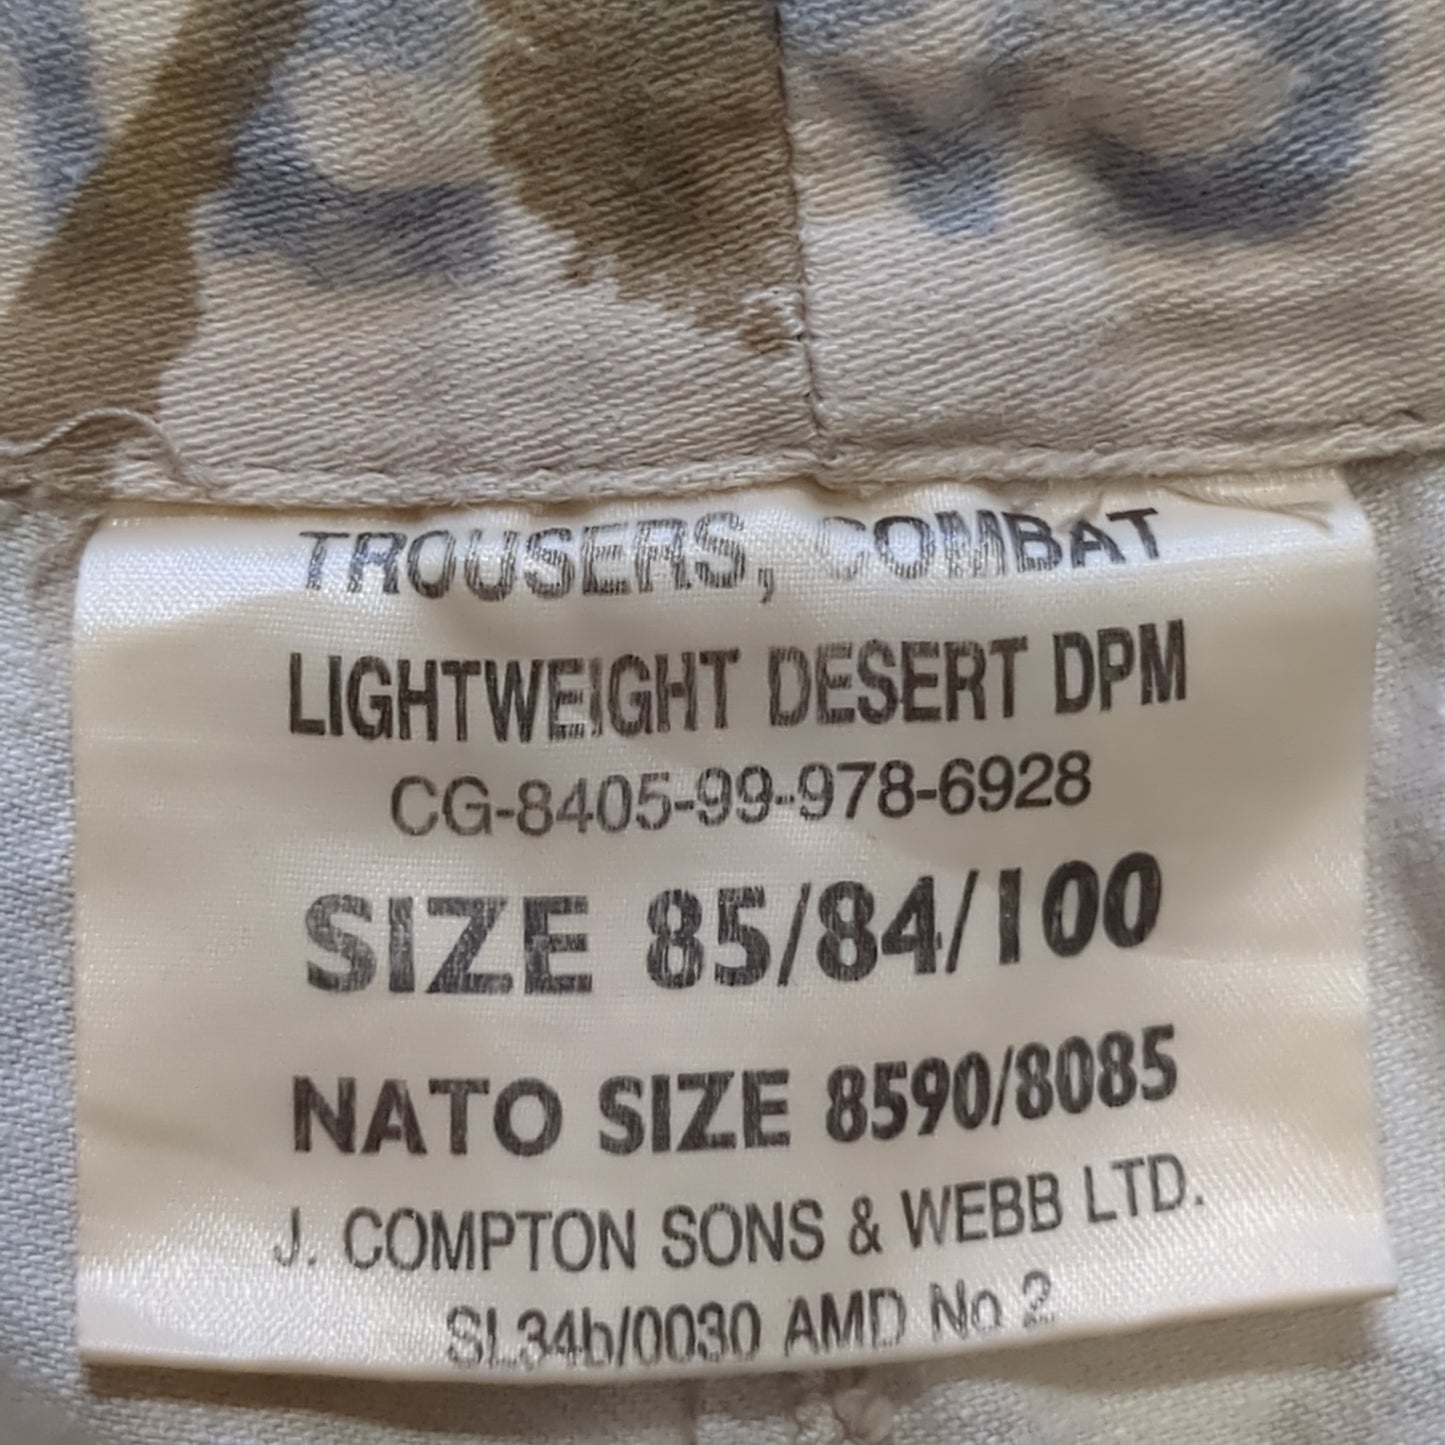 TROUSERS, COMBAT
LIGHTWEIGHT DESERT DPM
CG-8405-99-978-6928
SIZE 85/84/100
NATO SIZE 8590/8085
J. COMPTON SONS & WEBB LTD.
SL34b/0030 AMD No 2